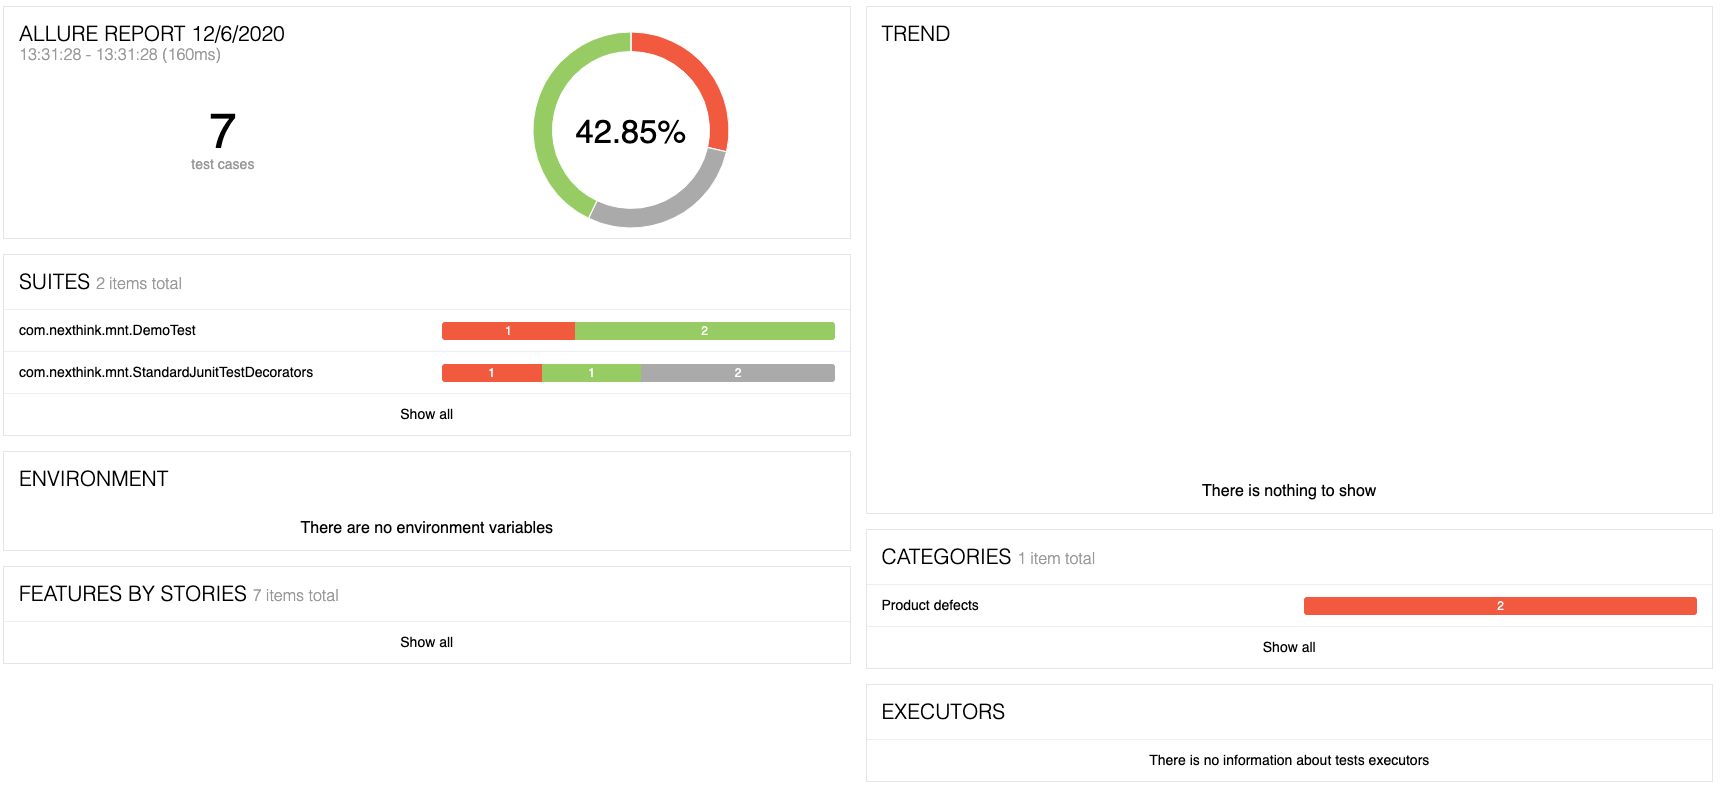 ALLURE REPORT 12/6/2020
13:31:28 - 13:31:28 (160ms)
7
test cases
42.85%
SUITES 2 items total
com.nexthink.mnt.DemoTest 1 2
com.nexthink.mnt.StandardJunitTestDecorators 1 1 2
Show all
ENVIRONMENT
There are no environment variables
FEATURES BY STORIES 7 items total
Show all
TREND
There is nothing to show
CATEGORIES 1 item total
Product defects 2
Show all
EXECUTORS
There is no information about tests executors